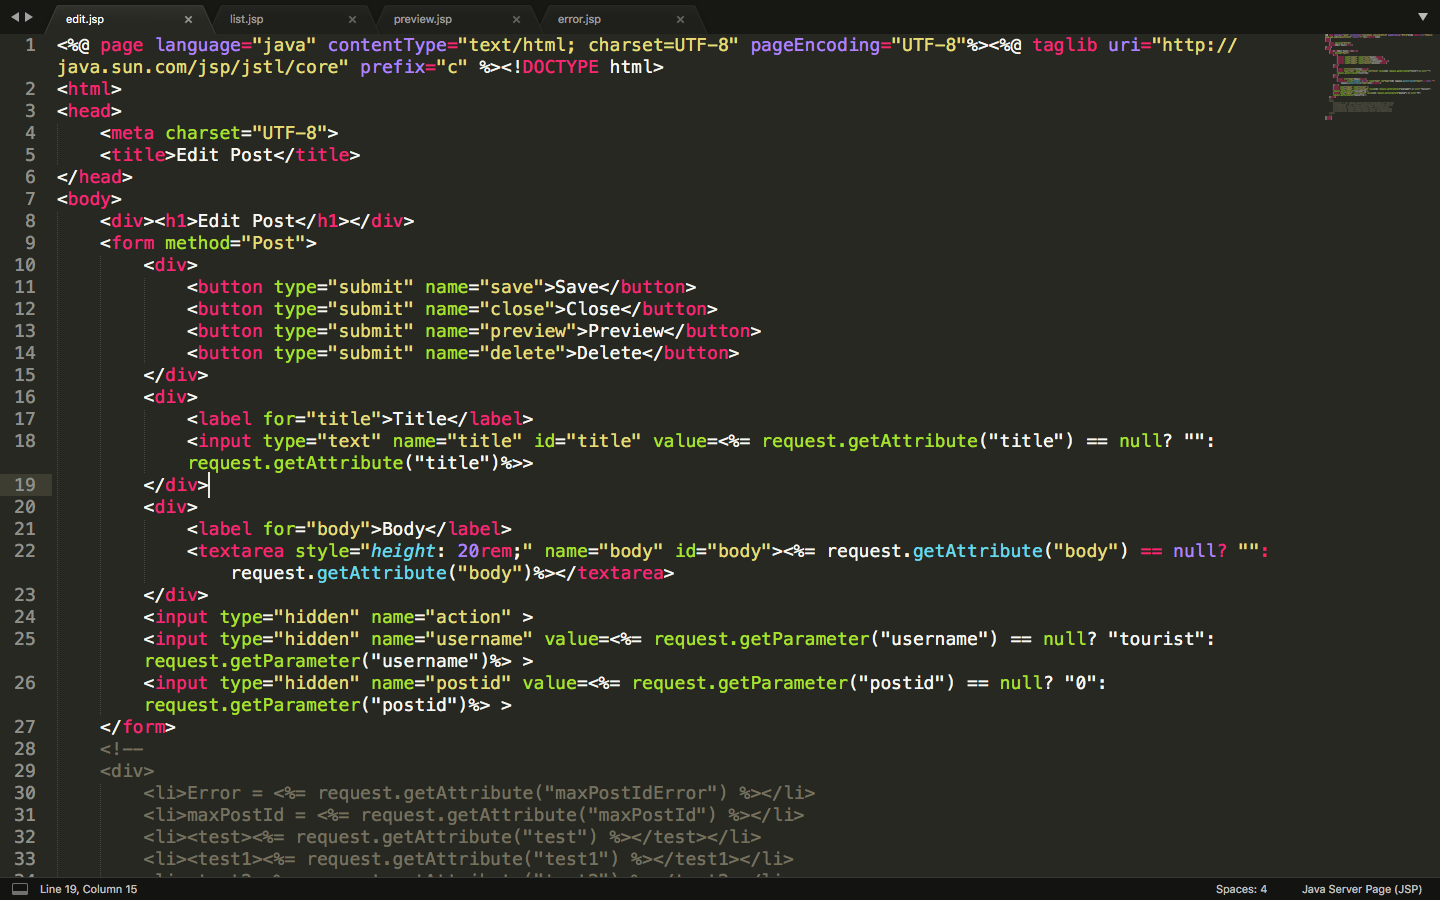 edit.jsp × list.jsp × preview.jsp × error.jsp ×
1 <%@ page language="java" contentType="text/html; charset=UTF-8" pageEncoding="UTF-8"%><%@ taglib uri="http://
java.sun.com/jsp/jstl/core" prefix="c" %><!DOCTYPE html>
2 <html>
3 <head>
4 <meta charset="UTF-8">
5 <title>Edit Post</title>
6 </head>
7 <body>
8 <div><h1>Edit Post</h1></div>
9 <form method="Post">
10 <div>
11 <button type="submit" name="save">Save</button>
12 <button type="submit" name="close">Close</button>
13 <button type="submit" name="preview">Preview</button>
14 <button type="submit" name="delete">Delete</button>
15 </div>
16 <div>
17 <label for="title">Title</label>
18 <input type="text" name="title" id="title" value=<%= request.getAttribute("title") == null? "":
request.getAttribute("title")%>>
19 </div>
20 <div>
21 <label for="body">Body</label>
22 <textarea style="height: 20rem;" name="body" id="body"><%= request.getAttribute("body") == null? "":
request.getAttribute("body")%></textarea>
23 </div>
24 <input type="hidden" name="action" >
25 <input type="hidden" name="username" value=<%= request.getParameter("username") == null? "tourist":
request.getParameter("username")%> >
26 <input type="hidden" name="postid" value=<%= request.getParameter("postid") == null? "0":
request.getParameter("postid")%> >
27 </form>
28 <!--
29 <div>
30 <li>Error = <%= request.getAttribute("maxPostIdError") %></li>
31 <li>maxPostId = <%= request.getAttribute("maxPostId") %></li>
32 <li><test><%= request.getAttribute("test") %></test></li>
33 <li><test1><%= request.getAttribute("test1") %></test1></li>
Line 19, Column 15 Spaces: 4 Java Server Page (JSP)